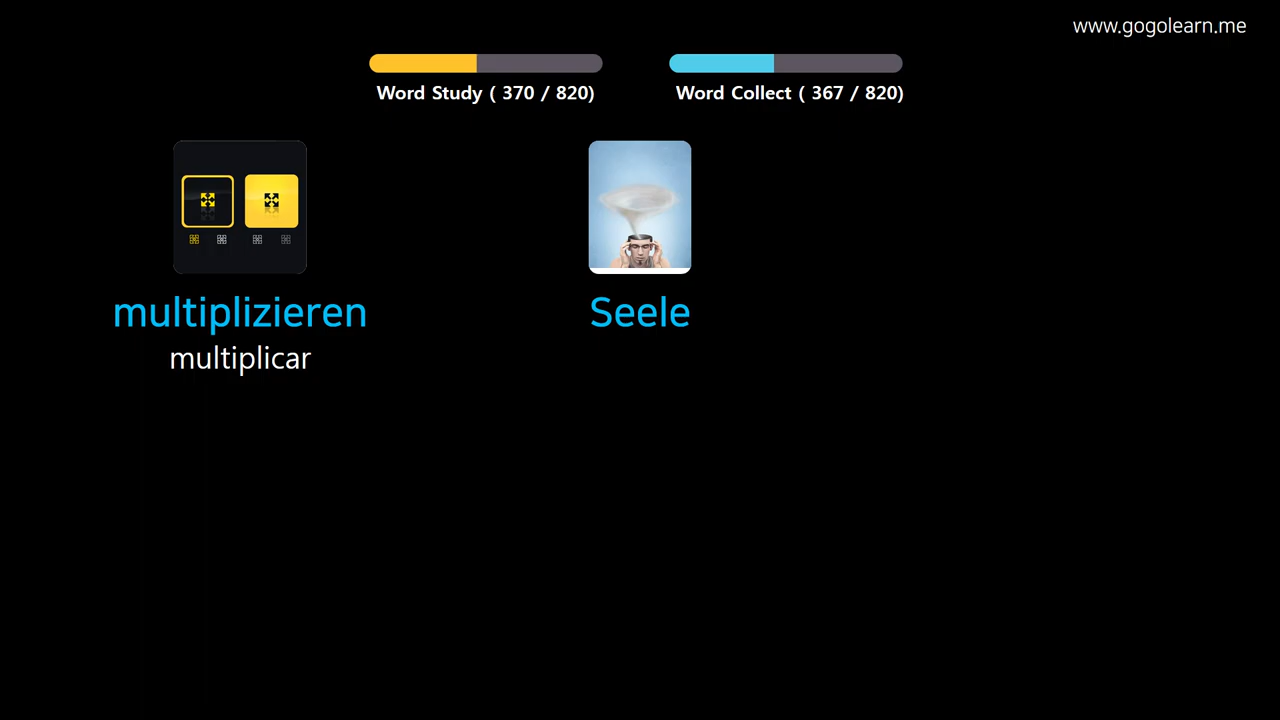 www.gogolearn.me
Word Study ( 370 / 820)
Word Collect ( 367 / 820)
multiplizieren
multiplicar
Seele